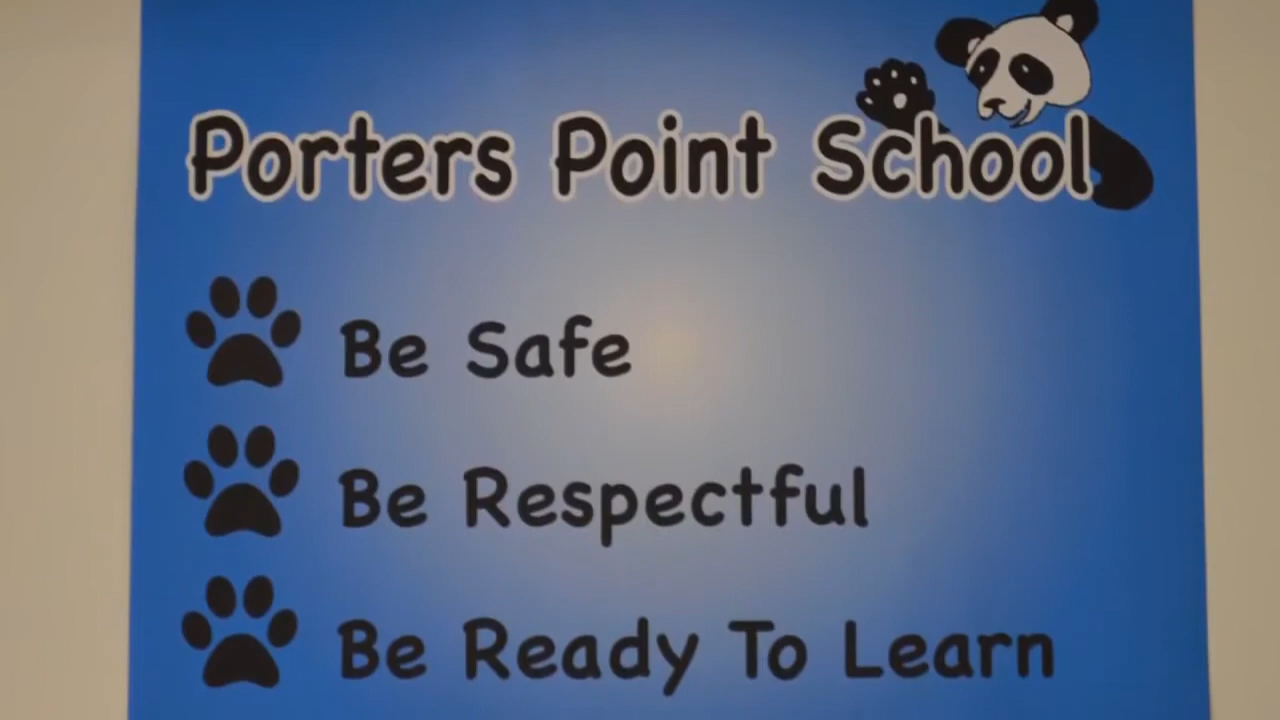 Porters Point School
Be Safe
Be Respectful
Be Ready To Learn